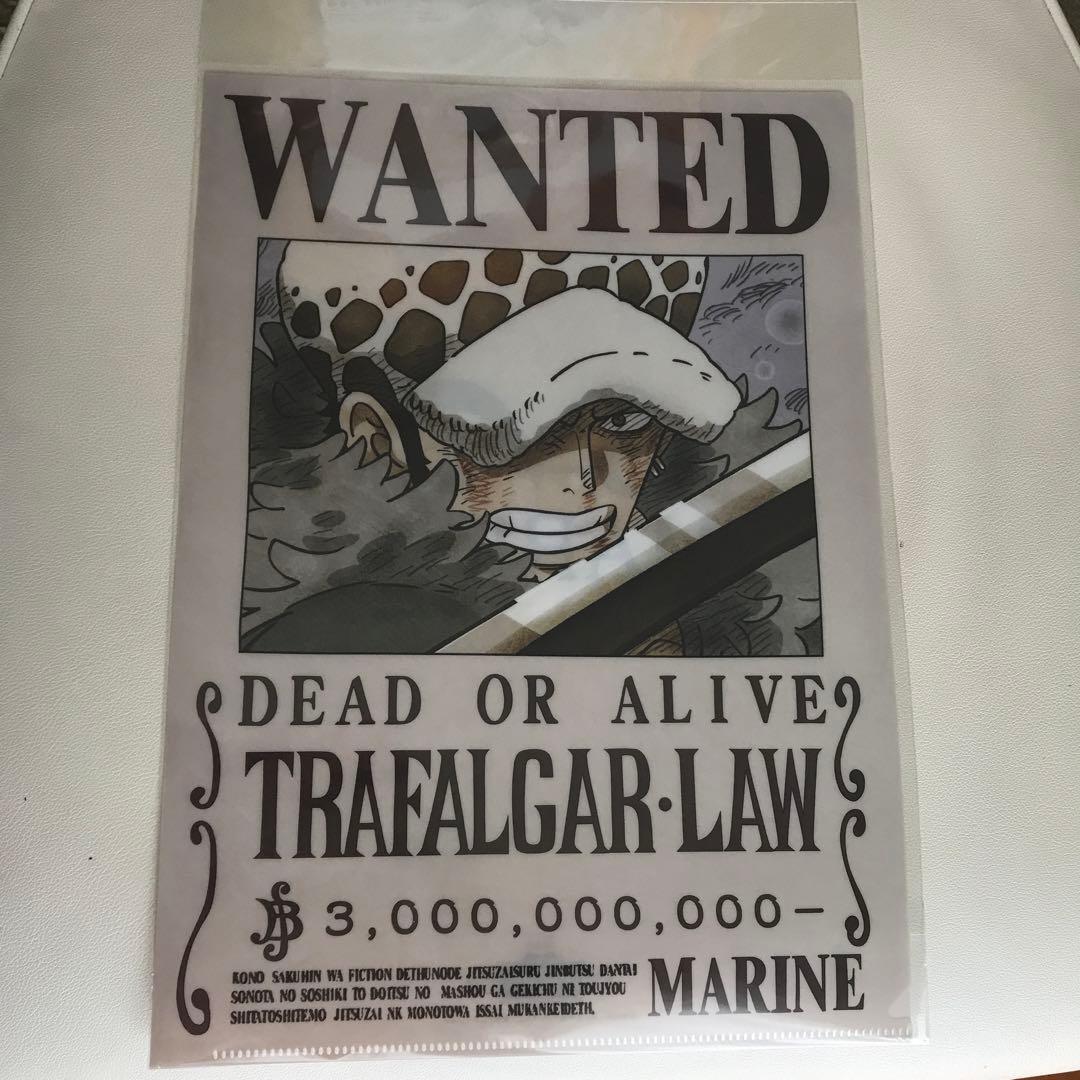 WANTED
DEAD OR ALIVE
TRAFALGAR·LAW
฿ 3,000,000,000-
KONO SAKUHIN WA FICTION DETHUNODE JITSUZAISURU JINBUTSU DANTAI
SONOTA NO SOSHIKI TO DOITSU NO MASHOU GA GEKICHU NI TOUJYOU
SHITATOSHITEMO JITSUZAI NK MONOTOWA ISSAI MUKANKEIDETH.
MARINE